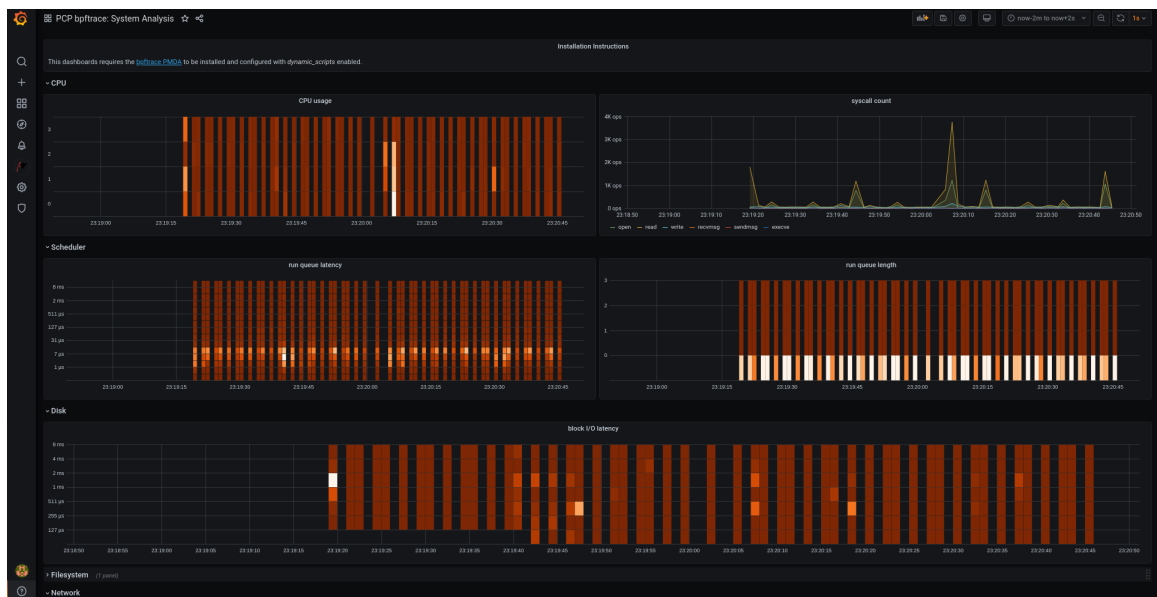 PCP bpftrace: System Analysis
now-2m to now+2s
1s
Installation Instructions
This dashboards requires the bpftrace PMDA to be installed and configured with dynamic_scripts enabled.
CPU
CPU usage
3
2
1
0
23:19:00 23:19:15 23:19:30 23:19:45 23:20:00 23:20:15 23:20:30 23:20:45
syscall count
4K ops
3K ops
2K ops
1K ops
0 ops
23:18:50 23:19:00 23:19:10 23:19:20 23:19:30 23:19:40 23:19:50 23:20:00 23:20:10 23:20:20 23:20:30 23:20:40 23:20:50
open read write recvmsg sendmsg execve
Scheduler
run queue latency
8 ms
2 ms
511 µs
127 µs
31 µs
7 µs
1 µs
23:19:00 23:19:15 23:19:30 23:19:45 23:20:00 23:20:15 23:20:30 23:20:45
run queue length
3
2
1
0
23:19:00 23:19:15 23:19:30 23:19:45 23:20:00 23:20:15 23:20:30 23:20:45
Disk
block I/O latency
8 ms
4 ms
2 ms
1 ms
511 µs
255 µs
127 µs
23:18:50 23:18:55 23:19:00 23:19:05 23:19:10 23:19:15 23:19:20 23:19:25 23:19:30 23:19:35 23:19:40 23:19:45 23:19:50 23:19:55 23:20:00 23:20:05 23:20:10 23:20:15 23:20:20 23:20:25 23:20:30 23:20:35 23:20:40 23:20:45 23:20:50
Filesystem (1 panel)
Network